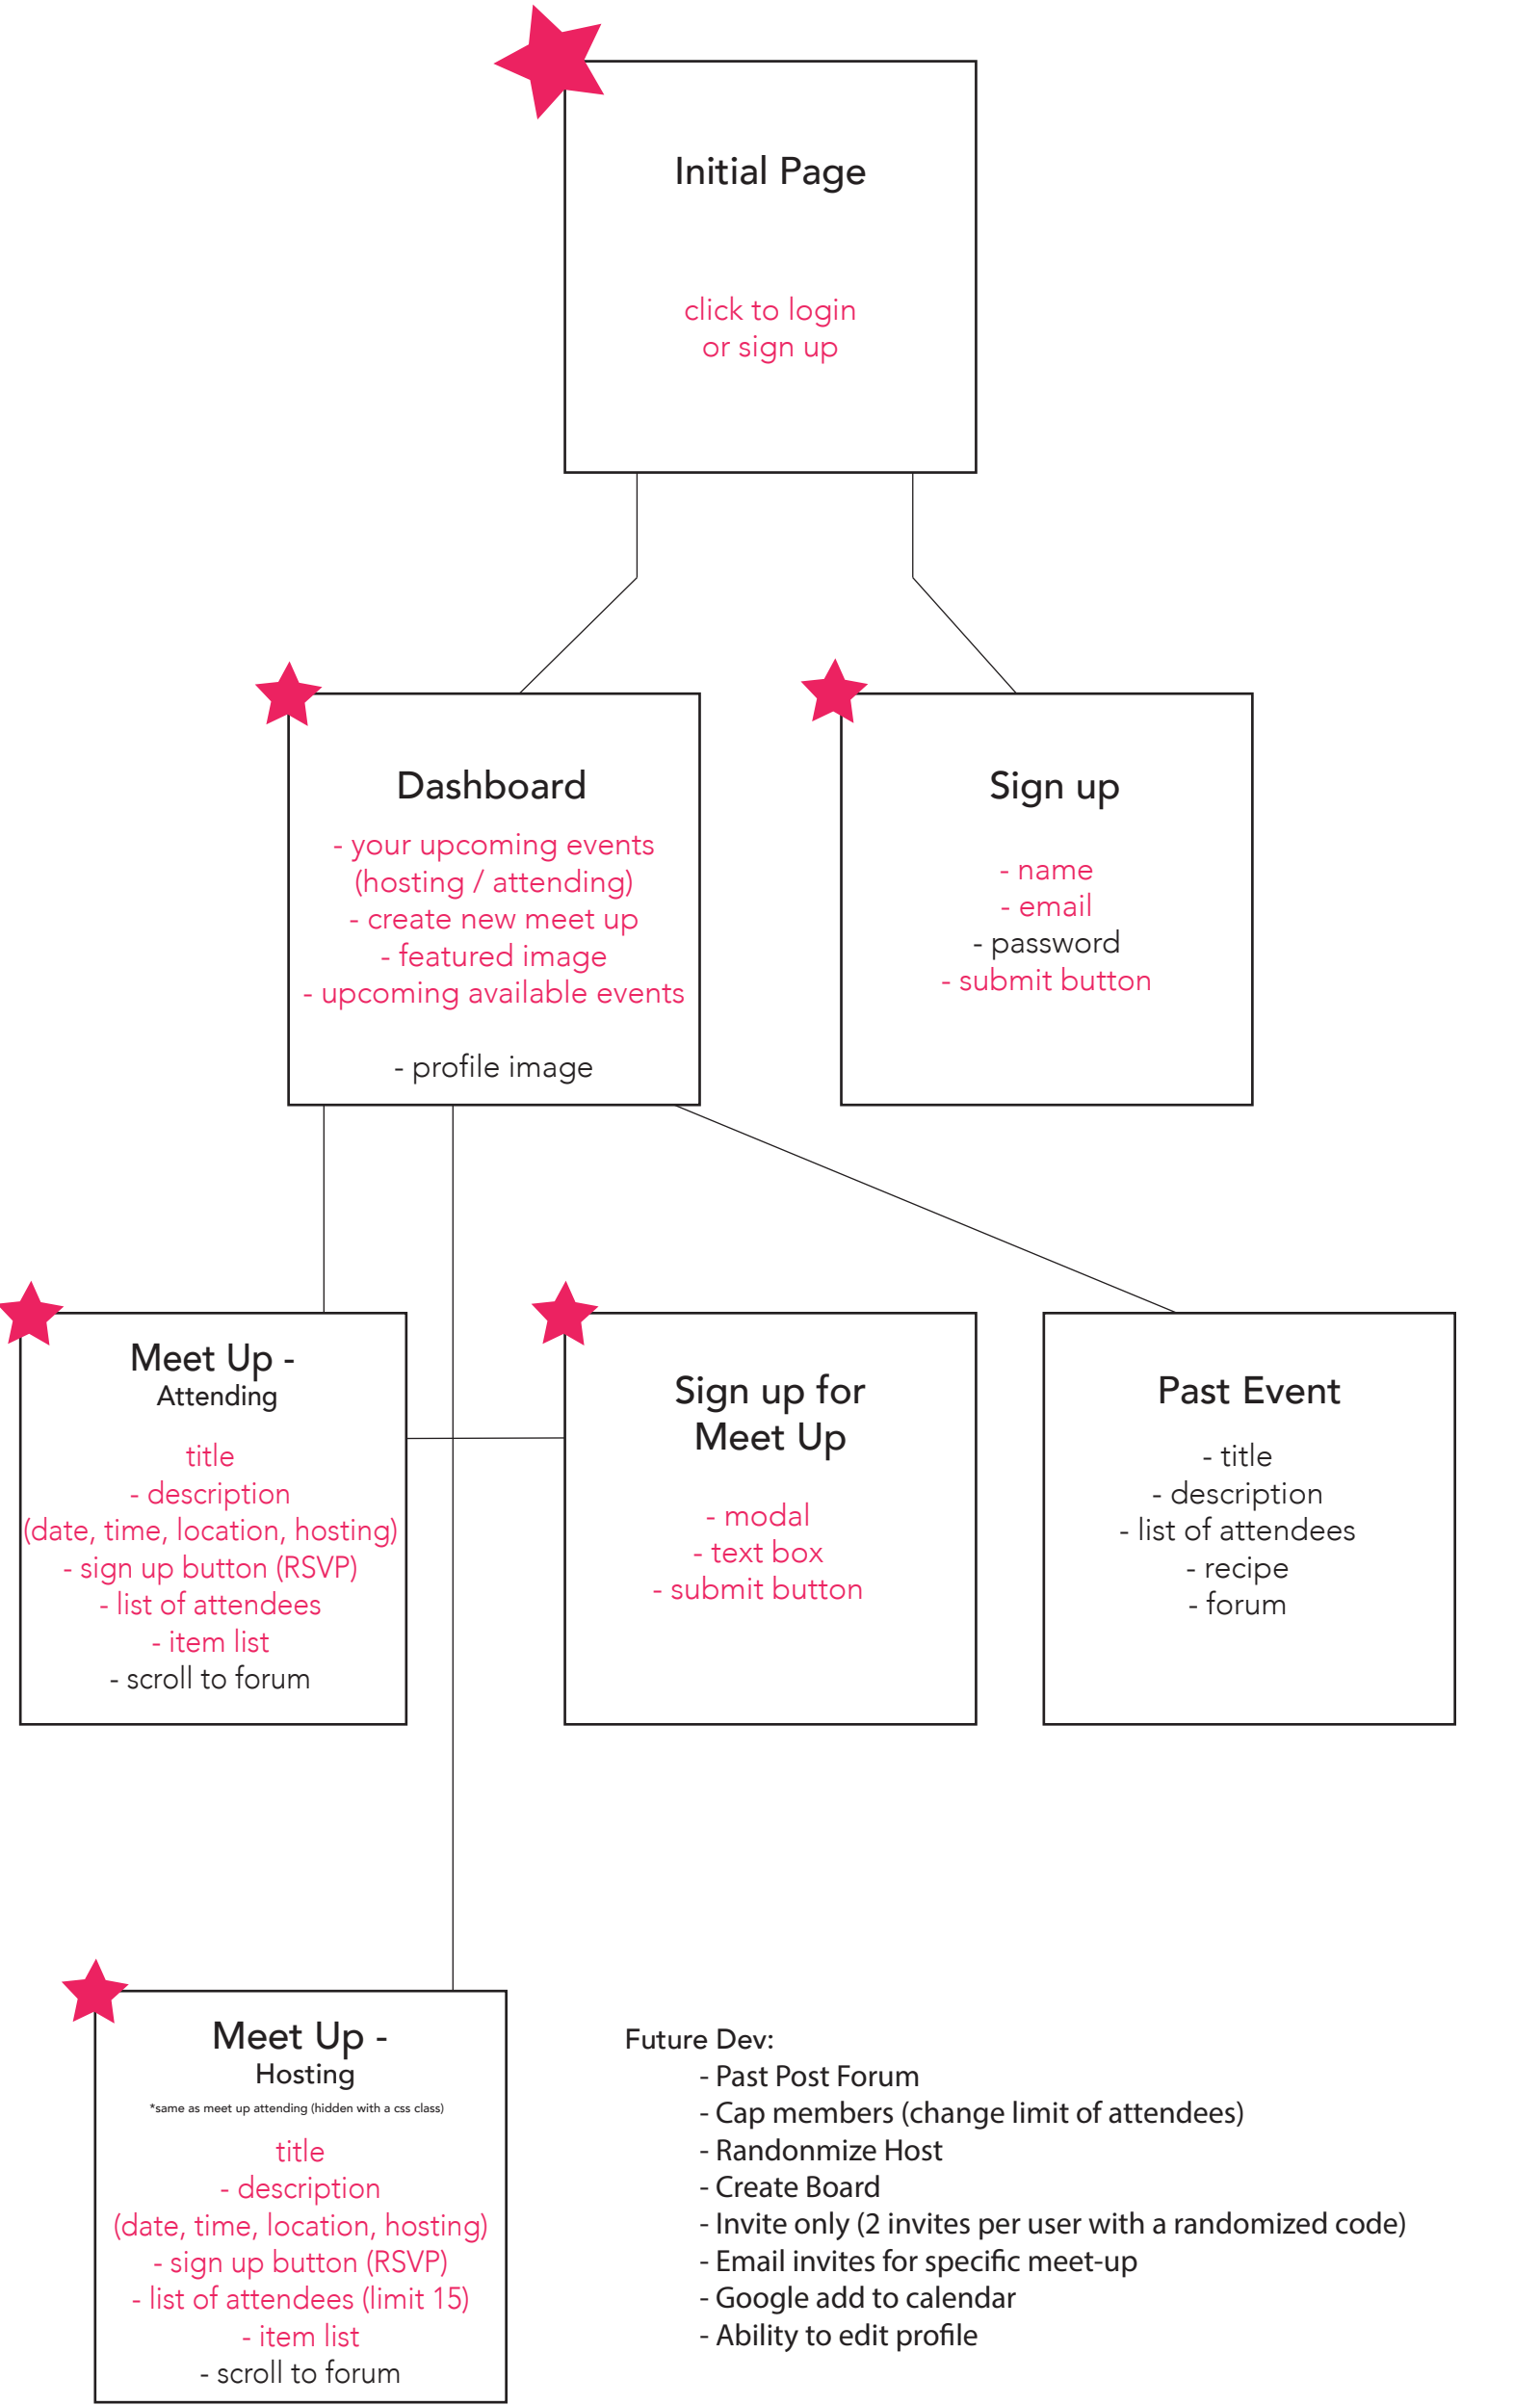 Initial Page
click to login
or sign up
Dashboard
- your upcoming events
(hosting / attending)
- create new meet up
- featured image
- upcoming available events
- profile image
Sign up
- name
- email
- password
- submit button
Meet Up -
Attending
title
- description
(date, time, location, hosting)
- sign up button (RSVP)
- list of attendees
- item list
- scroll to forum
Sign up for
Meet Up
- modal
- text box
- submit button
Past Event
- title
- description
- list of attendees
- recipe
- forum
Meet Up -
Hosting
*same as meet up attending (hidden with a css class)
title
- description
(date, time, location, hosting)
- sign up button (RSVP)
- list of attendees (limit 15)
- item list
- scroll to forum
Future Dev:
- Past Post Forum
- Cap members (change limit of attendees)
- Randonmize Host
- Create Board
- Invite only (2 invites per user with a randomized code)
- Email invites for specific meet-up
- Google add to calendar
- Ability to edit profile